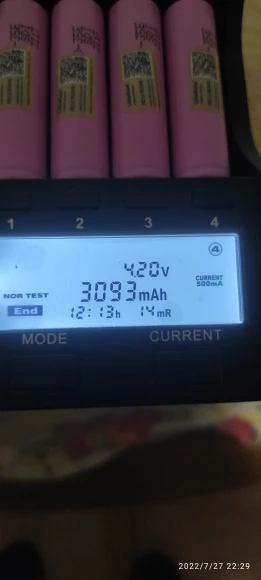 1 2 3 4
④
4.20v
CURRENT
500mA
NOR TEST
3093mAh
End
12:13h 14mR
MODE CURRENT
2022/7/27 22:29